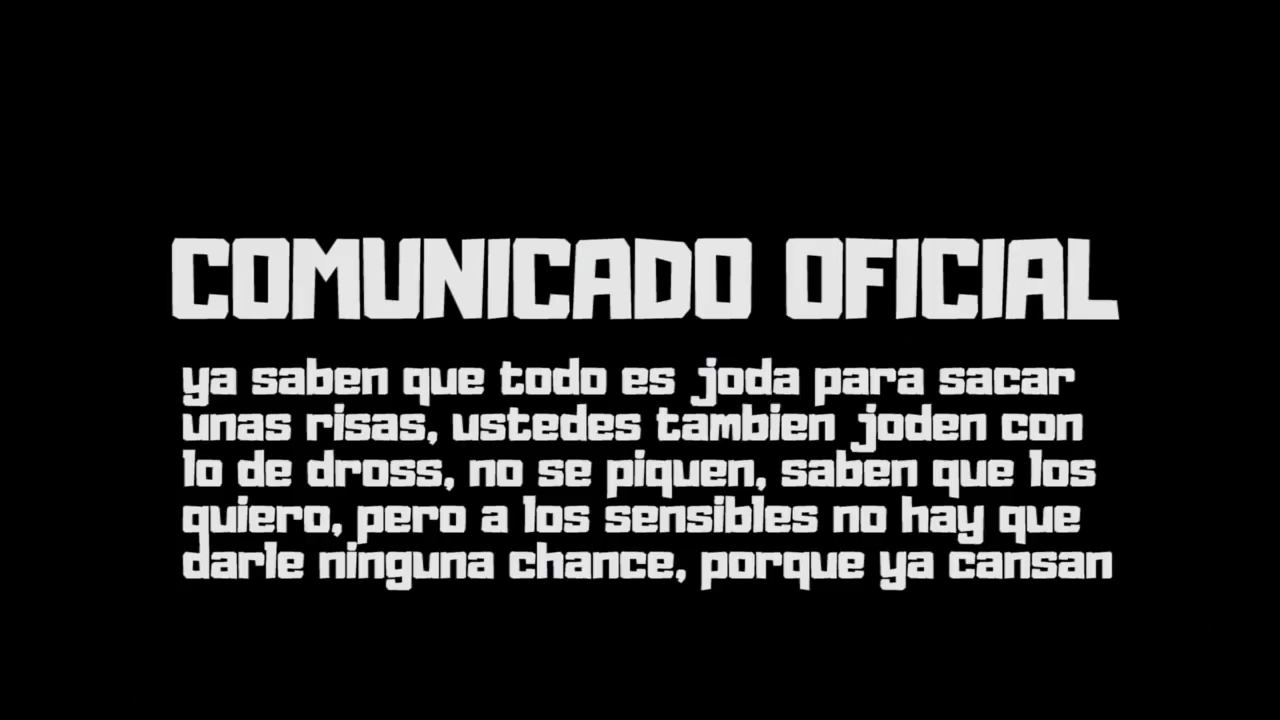 COMUNICADO OFICIAL
ya saben que todo es joda para sacar
unas risas, ustedes tambien joden con
lo de dross, no se piquen, saben que los
quiero, pero a los sensibles no hay que
darle ninguna chance, porque ya cansan